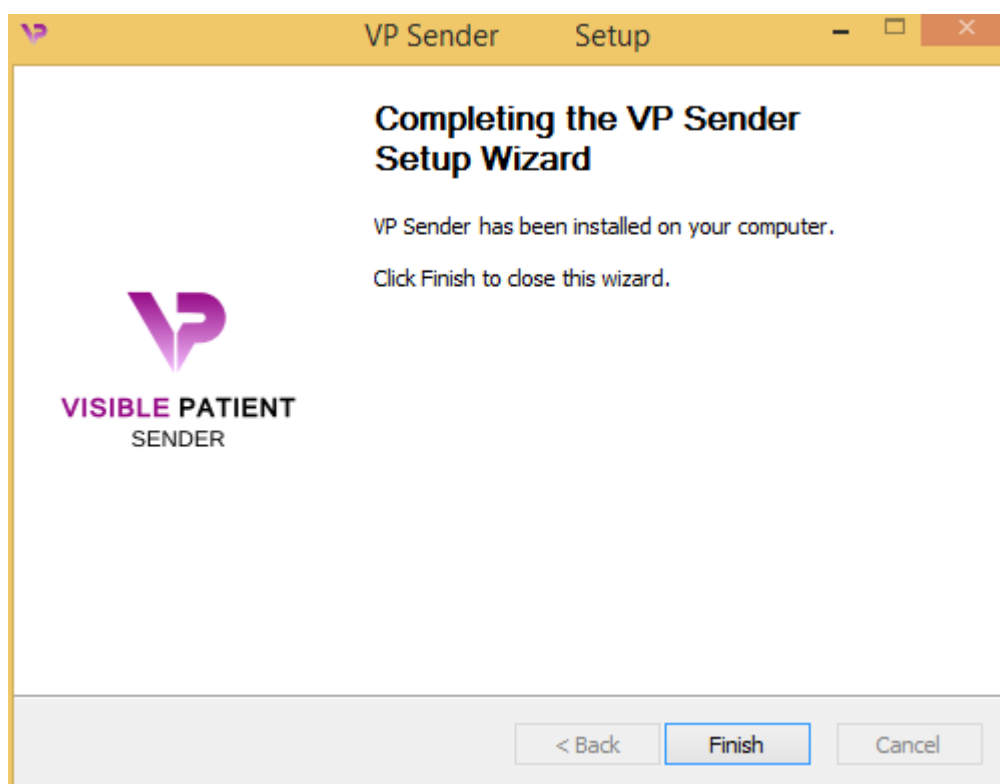 VP Sender Setup
Completing the VP Sender
Setup Wizard
VP Sender has been installed on your computer.
Click Finish to close this wizard.
VP
VISIBLE PATIENT
SENDER
< Back
Finish
Cancel